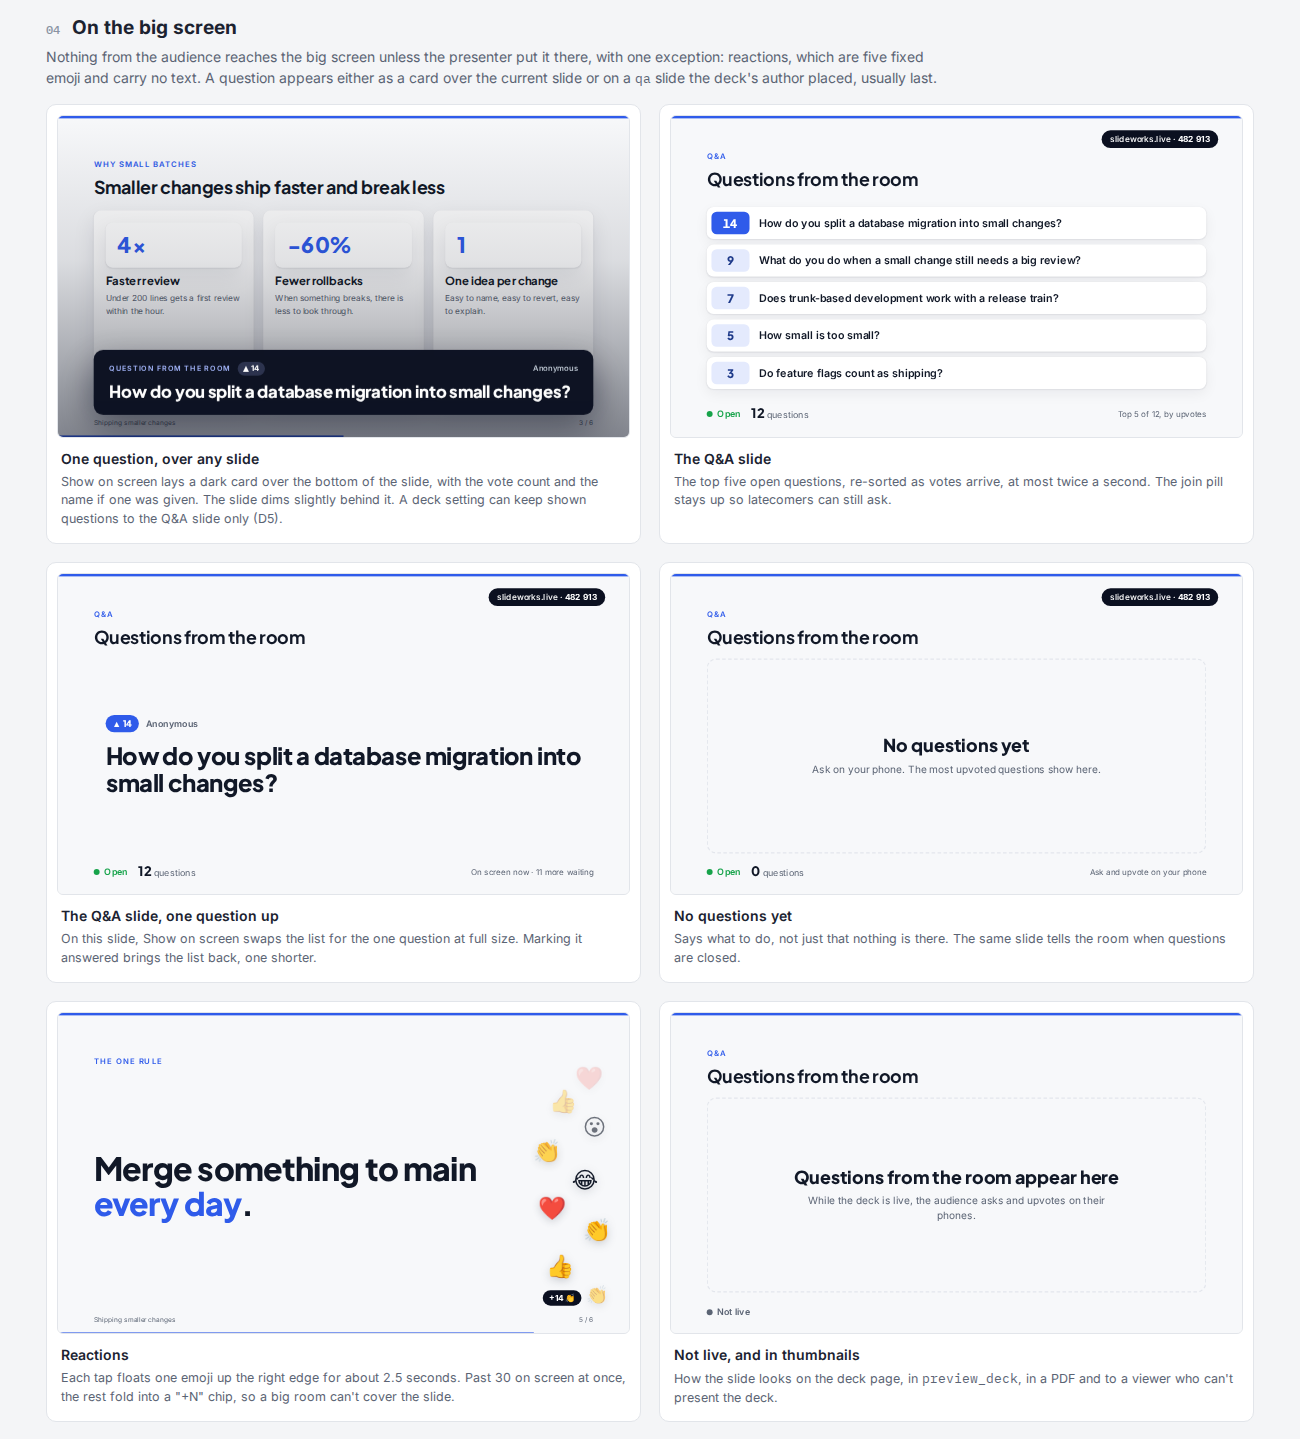 04 On the big screen
Nothing from the audience reaches the big screen unless the presenter put it there, with one exception: reactions, which are five fixed
emoji and carry no text. A question appears either as a card over the current slide or on a qa slide the deck's author placed, usually last.
WHY SMALL BATCHES
Smaller changes ship faster and break less
4×
Faster review
Under 200 lines gets a first review
within the hour.
-60%
Fewer rollbacks
When something breaks, there is
less to look through.
1
One idea per change
Easy to name, easy to revert, easy
to explain.
QUESTION FROM THE ROOM ▲ 14 Anonymous
How do you split a database migration into small changes?
Shipping smaller changes 3 / 6
One question, over any slide
Show on screen lays a dark card over the bottom of the slide, with the vote count and the
name if one was given. The slide dims slightly behind it. A deck setting can keep shown
questions to the Q&A slide only (D5).
slideworks.live · 482 913
Q&A
Questions from the room
14 How do you split a database migration into small changes?
9 What do you do when a small change still needs a big review?
7 Does trunk-based development work with a release train?
5 How small is too small?
3 Do feature flags count as shipping?
Open 12 questions Top 5 of 12, by upvotes
The Q&A slide
The top five open questions, re-sorted as votes arrive, at most twice a second. The join pill
stays up so latecomers can still ask.
slideworks.live · 482 913
Q&A
Questions from the room
▲ 14 Anonymous
How do you split a database migration into
small changes?
Open 12 questions On screen now · 11 more waiting
The Q&A slide, one question up
On this slide, Show on screen swaps the list for the one question at full size. Marking it
answered brings the list back, one shorter.
slideworks.live · 482 913
Q&A
Questions from the room
No questions yet
Ask on your phone. The most upvoted questions show here.
Open 0 questions Ask and upvote on your phone
No questions yet
Says what to do, not just that nothing is there. The same slide tells the room when questions
are closed.
THE ONE RULE
Merge something to main
every day.
+14
Shipping smaller changes 5 / 6
Reactions
Each tap floats one emoji up the right edge for about 2.5 seconds. Past 30 on screen at once,
the rest fold into a "+N" chip, so a big room can't cover the slide.
Q&A
Questions from the room
Questions from the room appear here
While the deck is live, the audience asks and upvotes on their
phones.
Not live
Not live, and in thumbnails
How the slide looks on the deck page, in preview_deck, in a PDF and to a viewer who can't
present the deck.